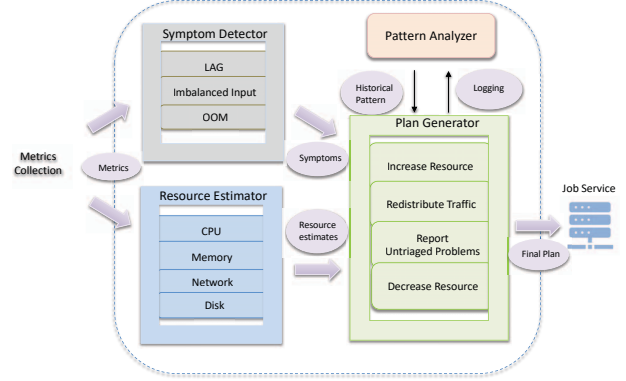 Symptom Detector
LAG
Imbalanced Input
OOM
Pattern Analyzer
Historical
Pattern
Logging
Metrics
Collection
Metrics
Symptoms
Plan Generator
Increase Resource
Redistribute Traffic
Report
Untriaged Problems
Decrease Resource
Resource Estimator
CPU
Memory
Network
Disk
Resource
estimates
Job Service
Final Plan